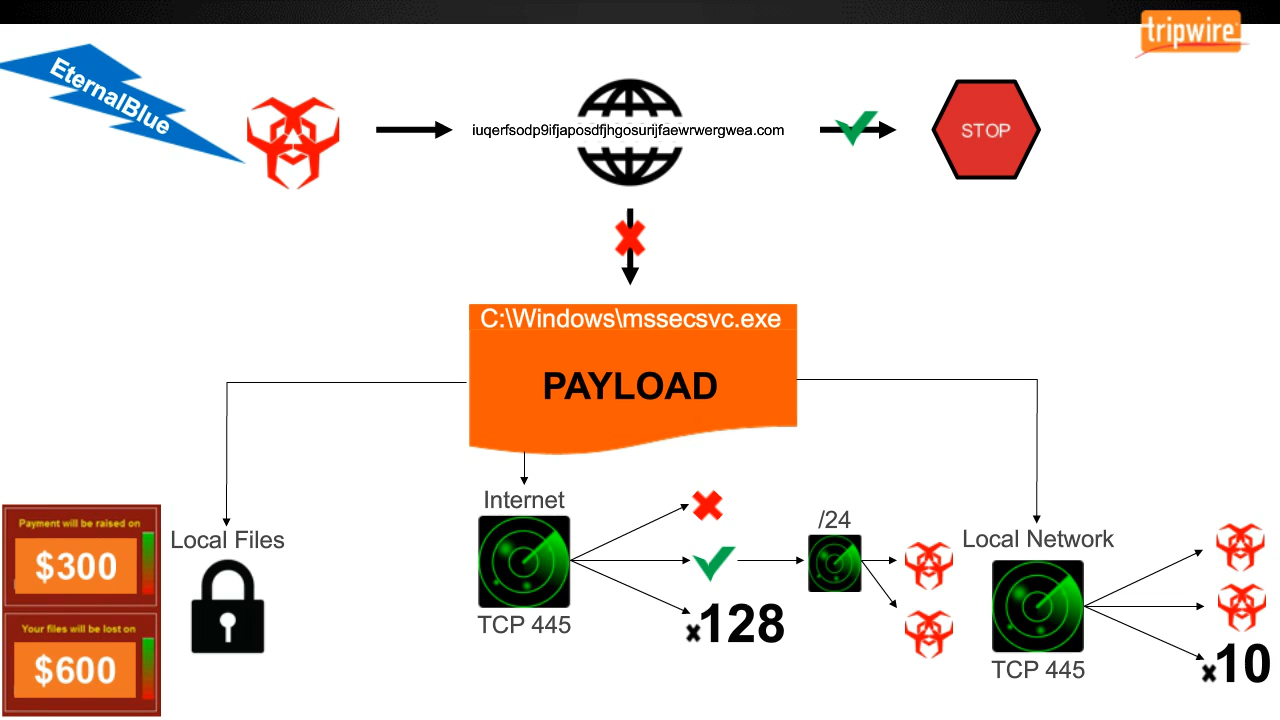 tripwire
EternalBlue
iuqerfsodp9ifjaposdfjhgosurijfaewrwergwea.com
STOP
C:\Windows\mssecsvc.exe
PAYLOAD
Payment will be raised on
$300
Your files will be lost on
$600
Local Files
Internet
TCP 445
x128
/24
Local Network
TCP 445
x10